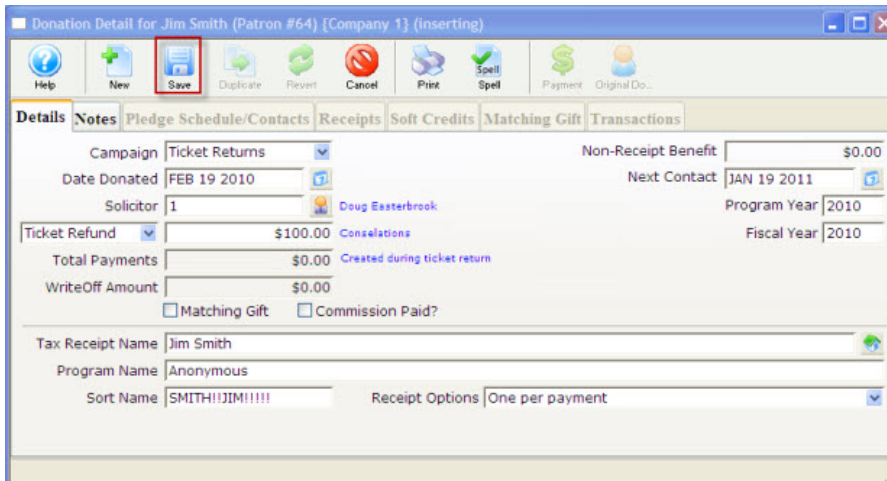 Donation Detail for Jim Smith (Patron #64) [Company 1] (inserting)
Help New Save Duplicate Revert Cancel Print Spell Spell Payment Original Do...
Details Notes Pledge Schedule/Contacts Receipts Soft Credits Matching Gift Transactions
Campaign Ticket Returns Non-Receipt Benefit $0.00
Date Donated FEB 19 2010 Next Contact JAN 19 2011
Solicitor 1 Doug Easterbrook Program Year 2010
Ticket Refund $100.00 Conselations Fiscal Year 2010
Total Payments $0.00 Created during ticket return
WriteOff Amount $0.00
Matching Gift Commission Paid?
Tax Receipt Name Jim Smith
Program Name Anonymous
Sort Name SMITH!!JIM!!!!! Receipt Options One per payment